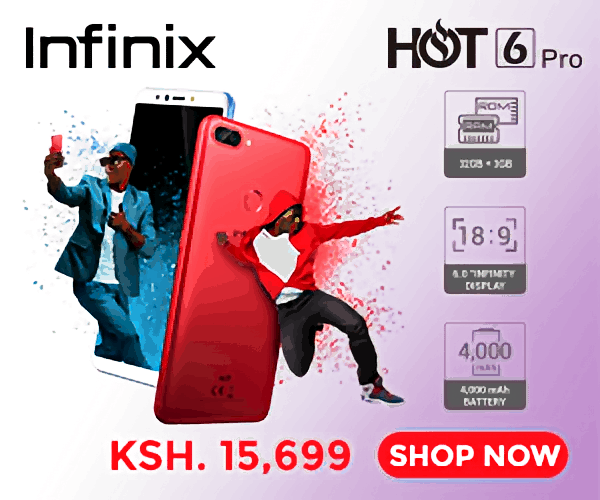 Infinix
HOT 6 Pro
ROM
RAM
32GB + 3GB
18:9
6.0 "INFINITY
DISPLAY
4,000
mAh
4,000 mAh
BATTERY
KSH. 15,699
SHOP NOW